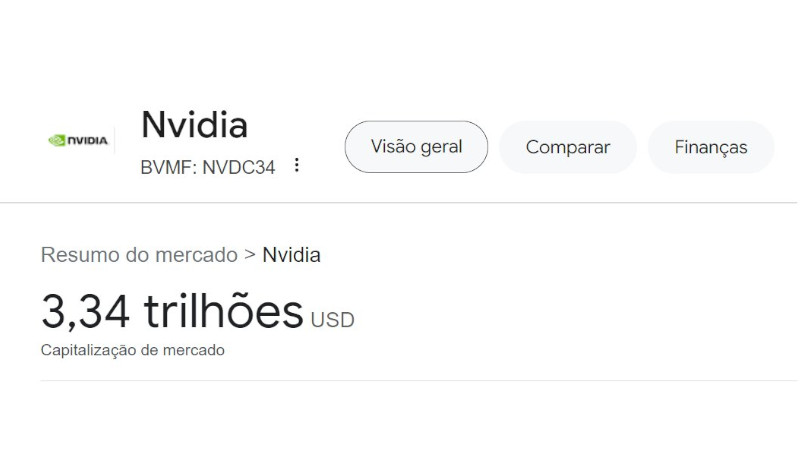 Nvidia
NVIDIA
BVMF: NVDC34
Visão geral
Comparar
Finanças
Resumo do mercado > Nvidia
3,34 trilhões USD
Capitalização de mercado